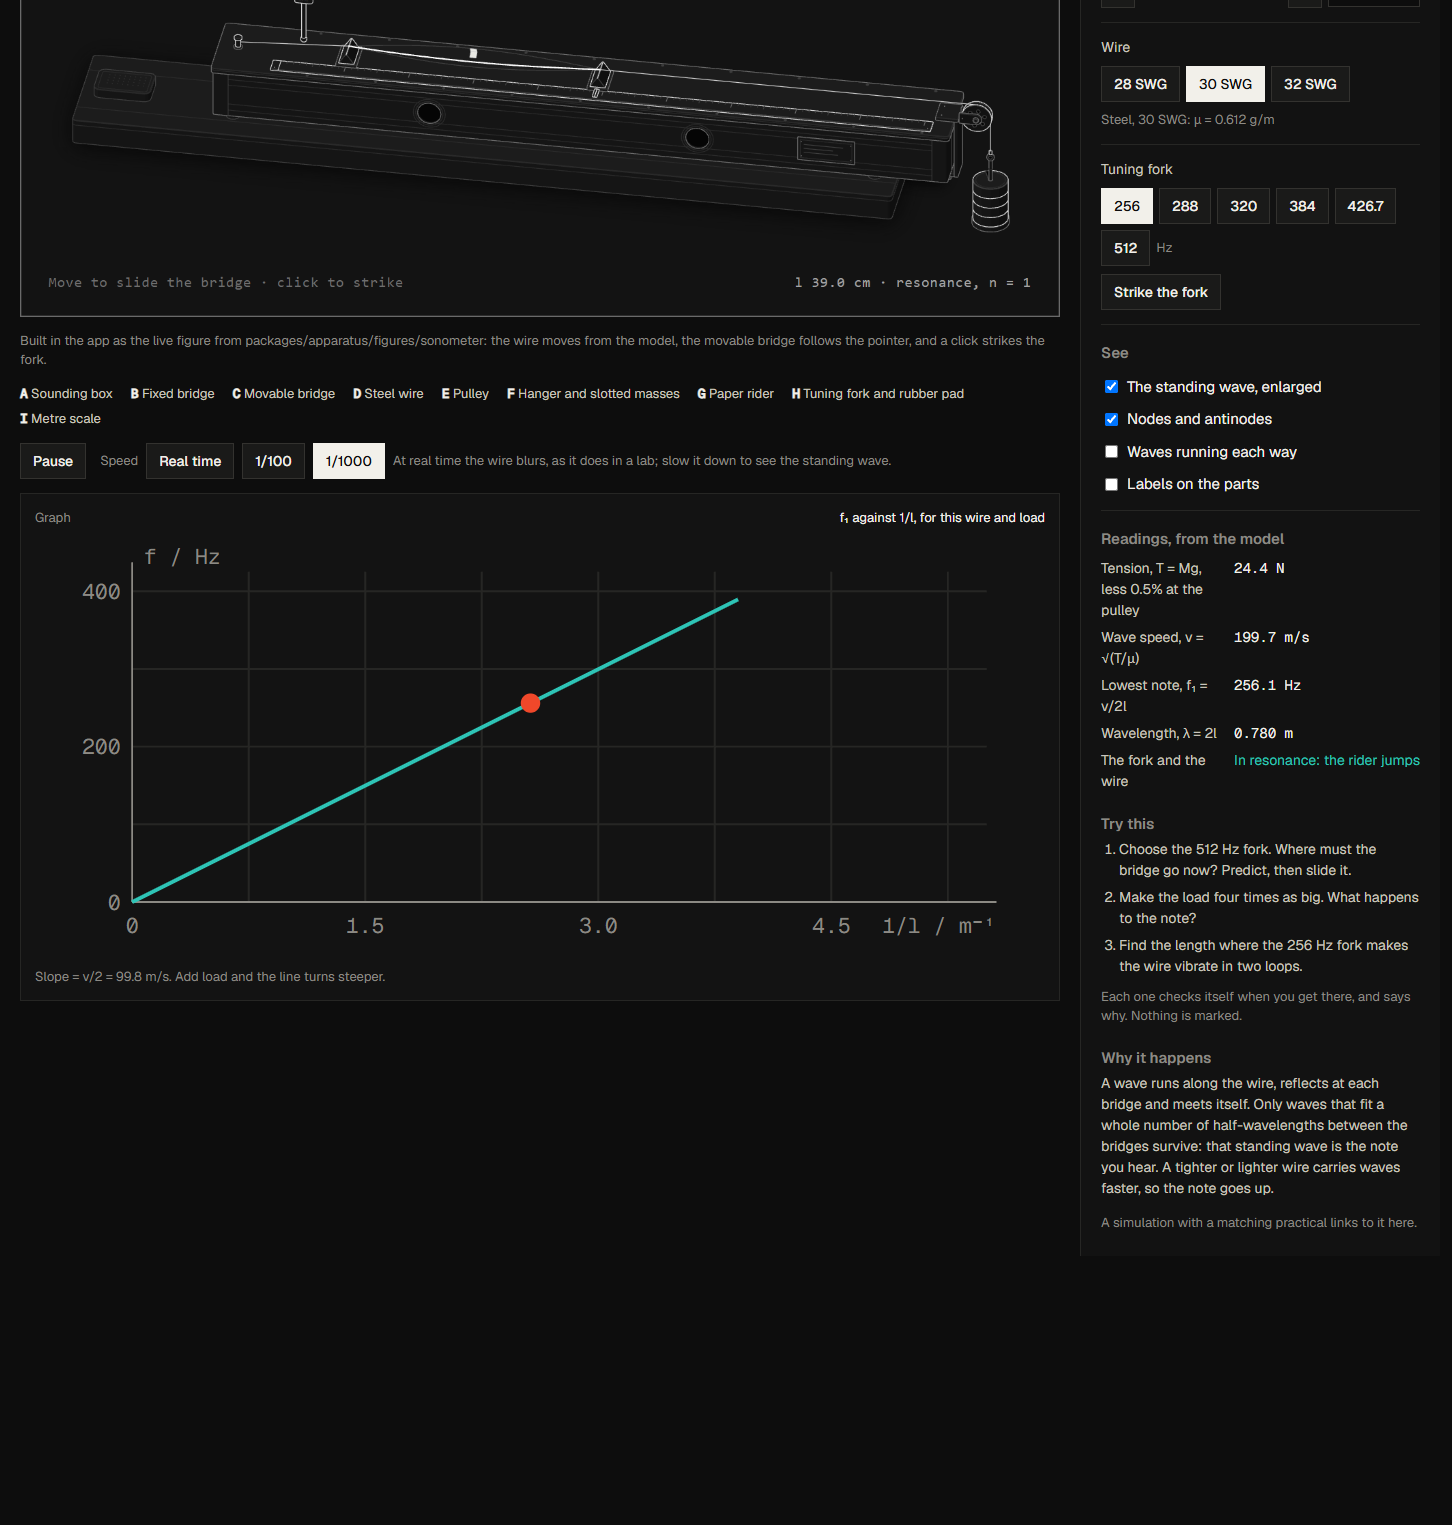 Move to slide the bridge · click to strike
l 39.0 cm · resonance, n = 1
Built in the app as the live figure from packages/apparatus/figures/sonometer: the wire moves from the model, the movable bridge follows the pointer, and a click strikes the
fork.
A Sounding box B Fixed bridge C Movable bridge D Steel wire E Pulley F Hanger and slotted masses G Paper rider H Tuning fork and rubber pad
I Metre scale
Pause Speed Real time 1/100 1/1000 At real time the wire blurs, as it does in a lab; slow it down to see the standing wave.
Graph
f₁ against 1/l, for this wire and load
f / Hz
400
200
0
0 1.5 3.0 4.5 1/l / m⁻¹
Slope = v/2 = 99.8 m/s. Add load and the line turns steeper.
Wire
28 SWG 30 SWG 32 SWG
Steel, 30 SWG: μ = 0.612 g/m
Tuning fork
256 288 320 384 426.7
512 Hz
Strike the fork
See
The standing wave, enlarged
Nodes and antinodes
Waves running each way
Labels on the parts
Readings, from the model
Tension, T = Mg, 24.4 N
less 0.5% at the
pulley
Wave speed, v = 199.7 m/s
√(T/μ)
Lowest note, f₁ = 256.1 Hz
v/2l
Wavelength, λ = 2l 0.780 m
The fork and the In resonance: the rider jumps
wire
Try this
1. Choose the 512 Hz fork. Where must the
bridge go now? Predict, then slide it.
2. Make the load four times as big. What happens
to the note?
3. Find the length where the 256 Hz fork makes
the wire vibrate in two loops.
Each one checks itself when you get there, and says
why. Nothing is marked.
Why it happens
A wave runs along the wire, reflects at each
bridge and meets itself. Only waves that fit a
whole number of half-wavelengths between the
bridges survive: that standing wave is the note
you hear. A tighter or lighter wire carries waves
faster, so the note goes up.
A simulation with a matching practical links to it here.